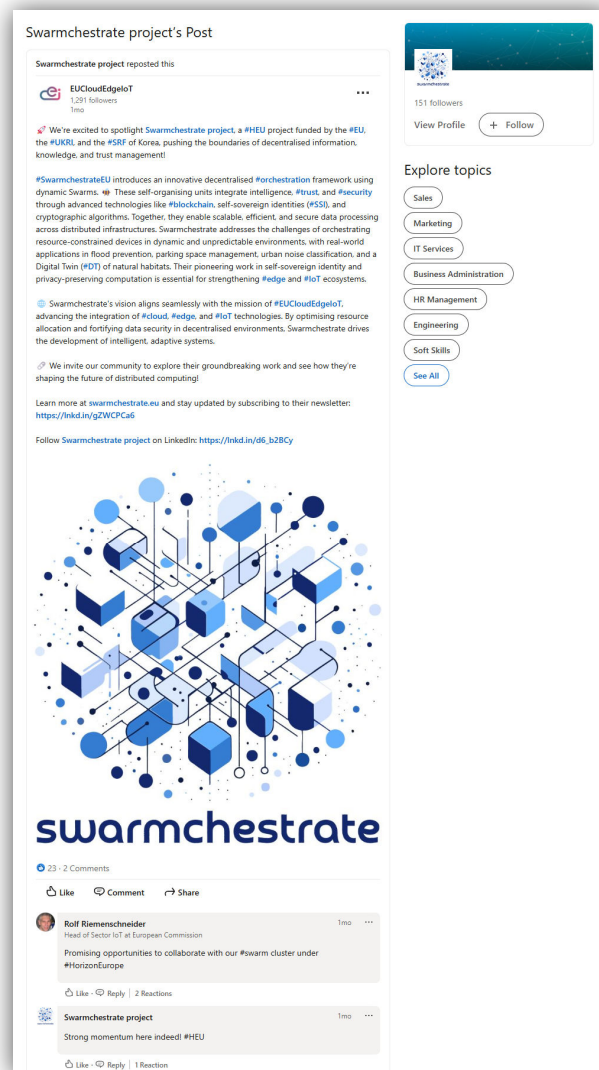 Swarmchestrate project's Post
Swarmchestrate project reposted this
EUCloudEdgeIoT
1,291 followers
1mo
🚀 We're excited to spotlight Swarmchestrate project, a #HEU project funded by the #EU,
the #UKRI, and the #SRF of Korea, pushing the boundaries of decentralised information,
knowledge, and trust management!
#SwarmchestrateEU introduces an innovative decentralised #orchestration framework using
dynamic Swarms. 🐝 These self-organising units integrate intelligence, #trust, and #security
through advanced technologies like #blockchain, self-sovereign identities (#SSI), and
cryptographic algorithms. Together, they enable scalable, efficient, and secure data processing
across distributed infrastructures. Swarmchestrate addresses the challenges of orchestrating
resource-constrained devices in dynamic and unpredictable environments, with real-world
applications in flood prevention, parking space management, urban noise classification, and a
Digital Twin (#DT) of natural habitats. Their pioneering work in self-sovereign identity and
privacy-preserving computation is essential for strengthening #edge and #IoT ecosystems.
🌐 Swarmchestrate's vision aligns seamlessly with the mission of #EUCloudEdgeIoT,
advancing the integration of #cloud, #edge, and #IoT technologies. By optimising resource
allocation and fortifying data security in decentralised environments, Swarmchestrate drives
the development of intelligent, adaptive systems.
🔗 We invite our community to explore their groundbreaking work and see how they're
shaping the future of distributed computing!
Learn more at swarmchestrate.eu and stay updated by subscribing to their newsletter:
https://lnkd.in/gZWCPCa6
Follow Swarmchestrate project on LinkedIn: https://lnkd.in/d6_b2BCy
swarmchestrate
23 · 2 Comments
Like Comment Share
Rolf Riemenschneider
1mo
Head of Sector IoT at European Commission
Promising opportunities to collaborate with our #swarm cluster under
#HorizonEurope
Like · Reply | 2 Reactions
Swarmchestrate project
1mo
Strong momentum here indeed! #HEU
Like · Reply | 1 Reaction
swarmchestrate
151 followers
View Profile + Follow
Explore topics
Sales
Marketing
IT Services
Business Administration
HR Management
Engineering
Soft Skills
See All